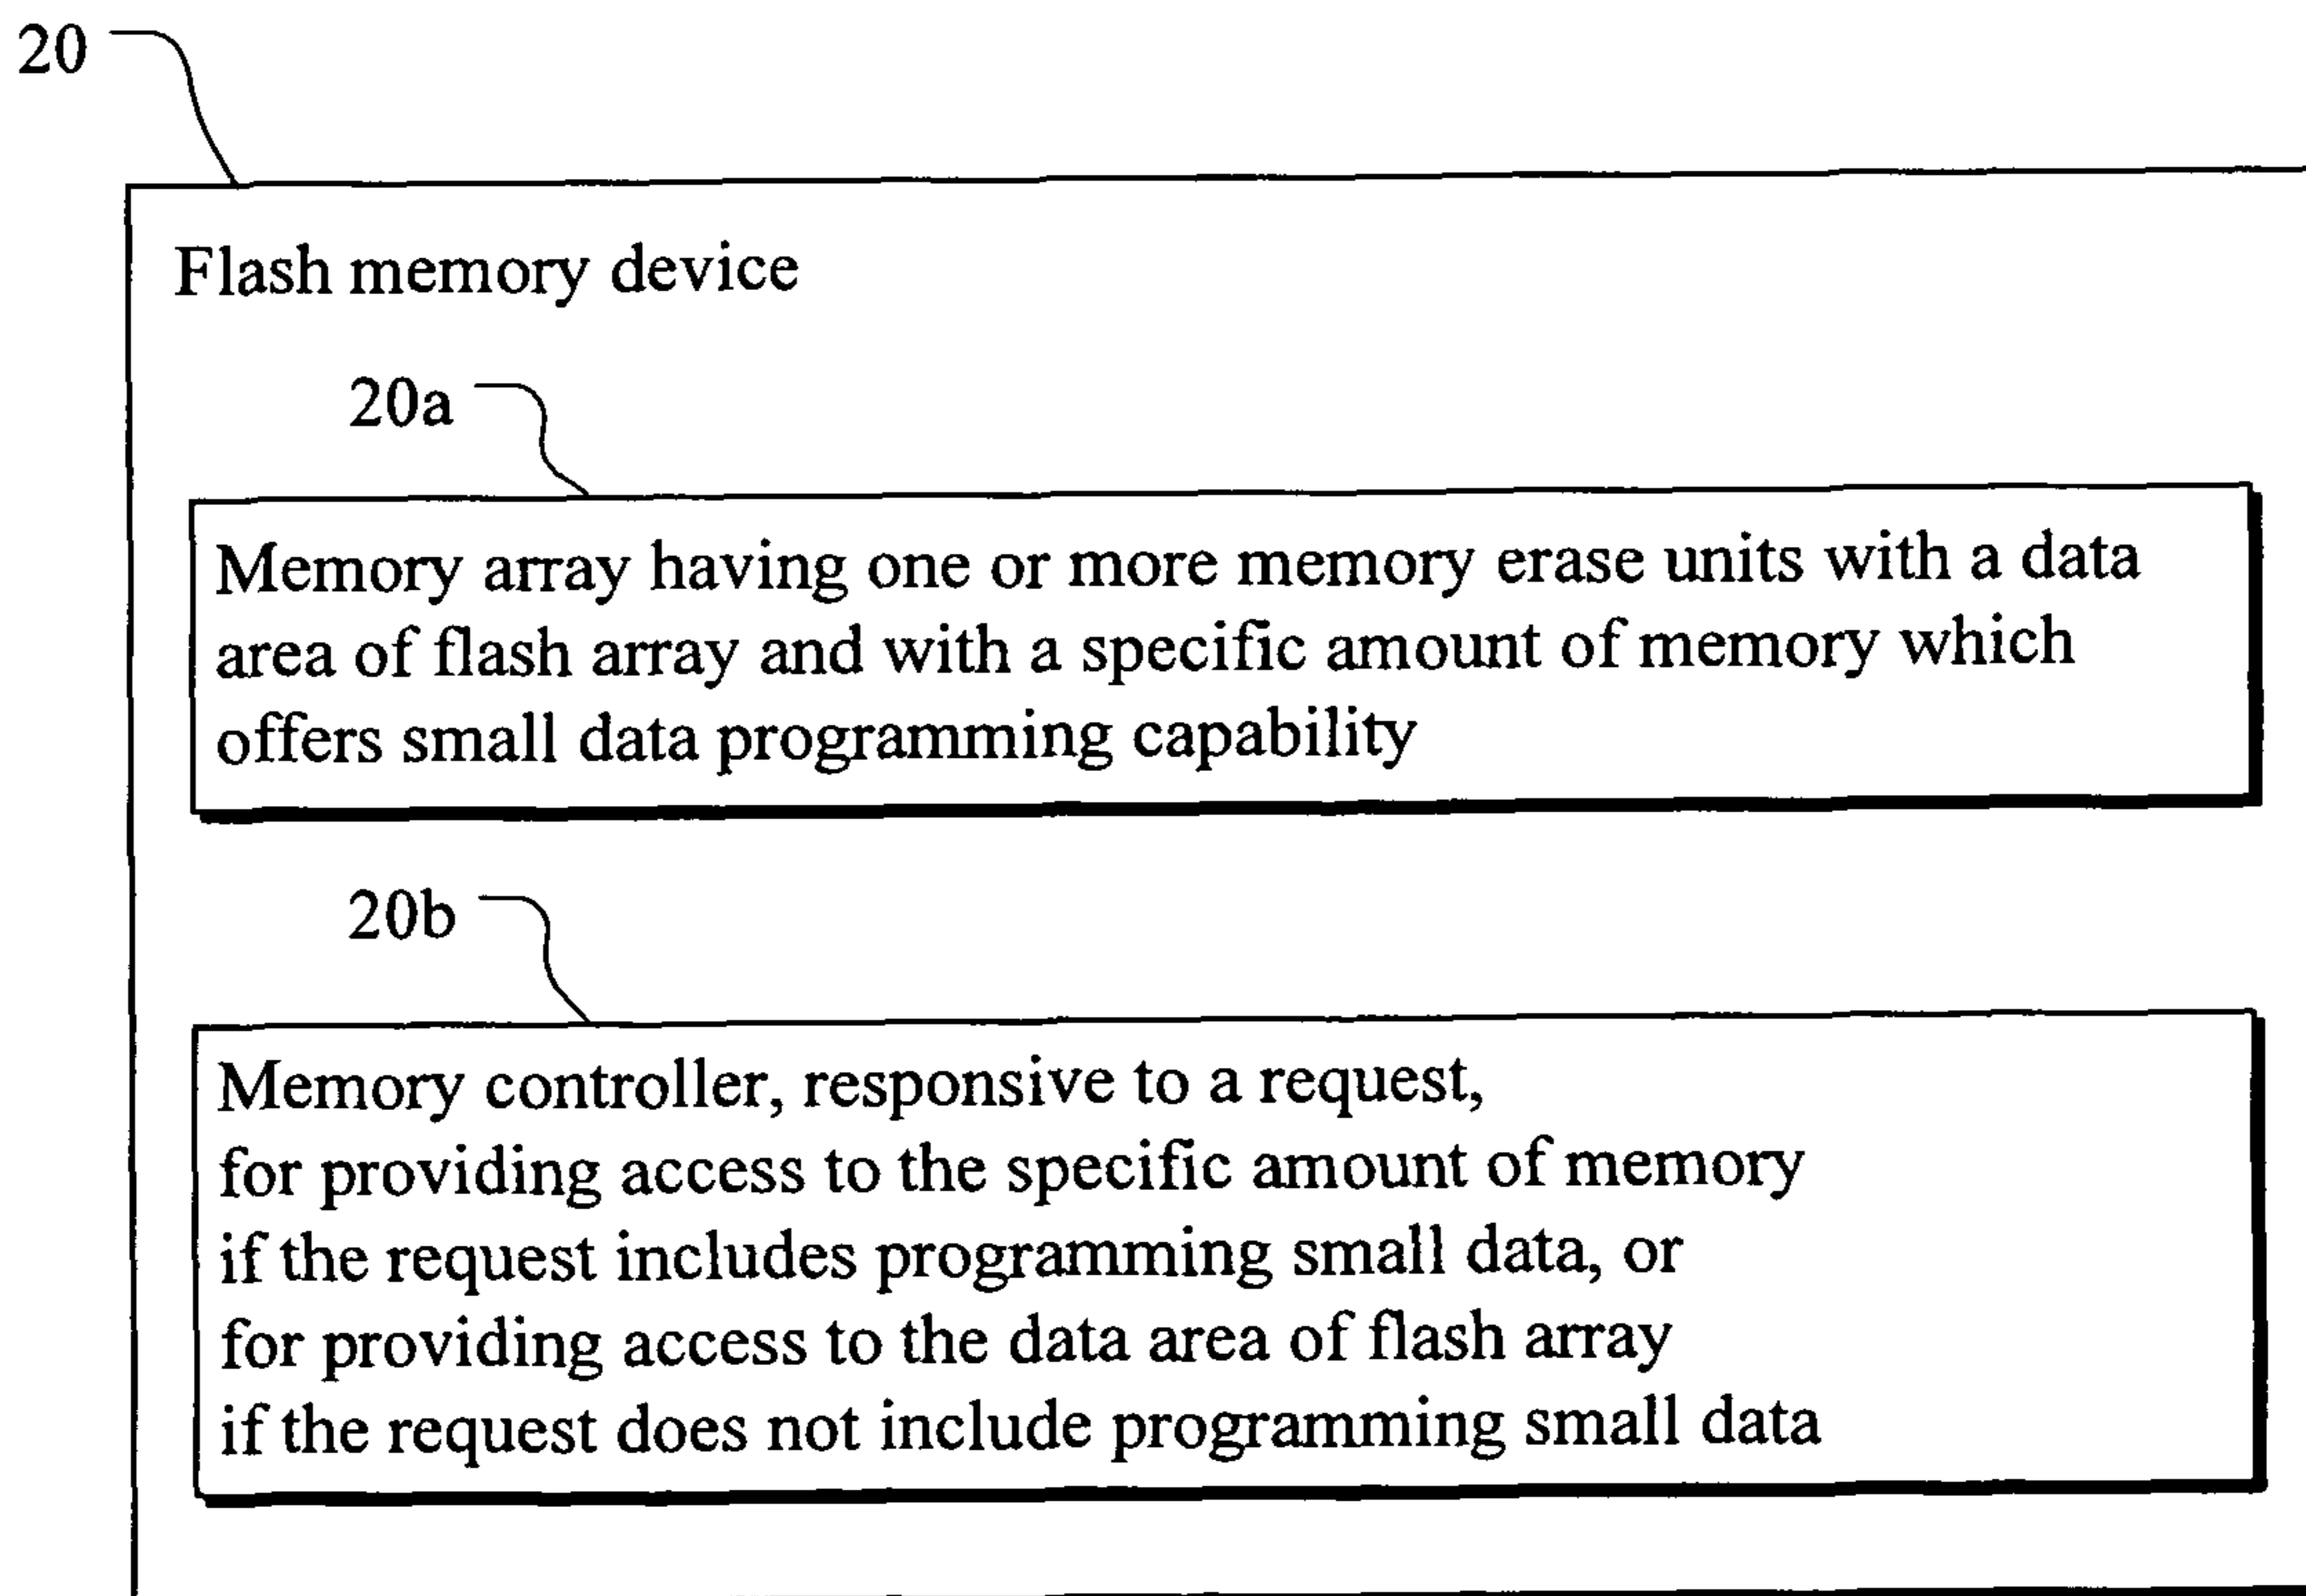 20
Flash memory device
20a
Memory array having one or more memory erase units with a data
area of flash array and with a specific amount of memory which
offers small data programming capability
20b
Memory controller, responsive to a request,
for providing access to the specific amount of memory
if the request includes programming small data, or
for providing access to the data area of flash array
if the request does not include programming small data